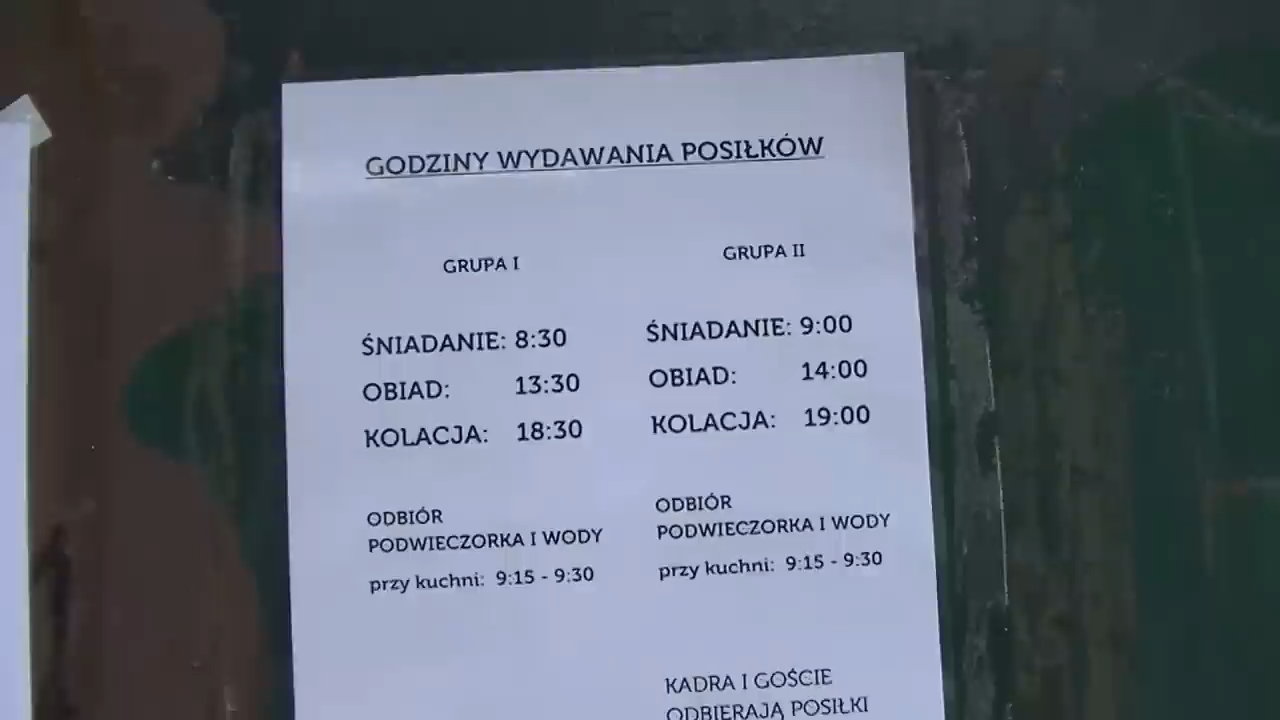 GODZINY WYDAWANIA POSIŁKÓW
GRUPA I
ŚNIADANIE: 8:30
OBIAD: 13:30
KOLACJA: 18:30
ODBIÓR
PODWIECZORKA I WODY
przy kuchni: 9:15 - 9:30
GRUPA II
ŚNIADANIE: 9:00
OBIAD: 14:00
KOLACJA: 19:00
ODBIÓR
PODWIECZORKA I WODY
przy kuchni: 9:15 - 9:30
KADRA I GOŚCIE
ODBIERAJĄ POSIŁKI